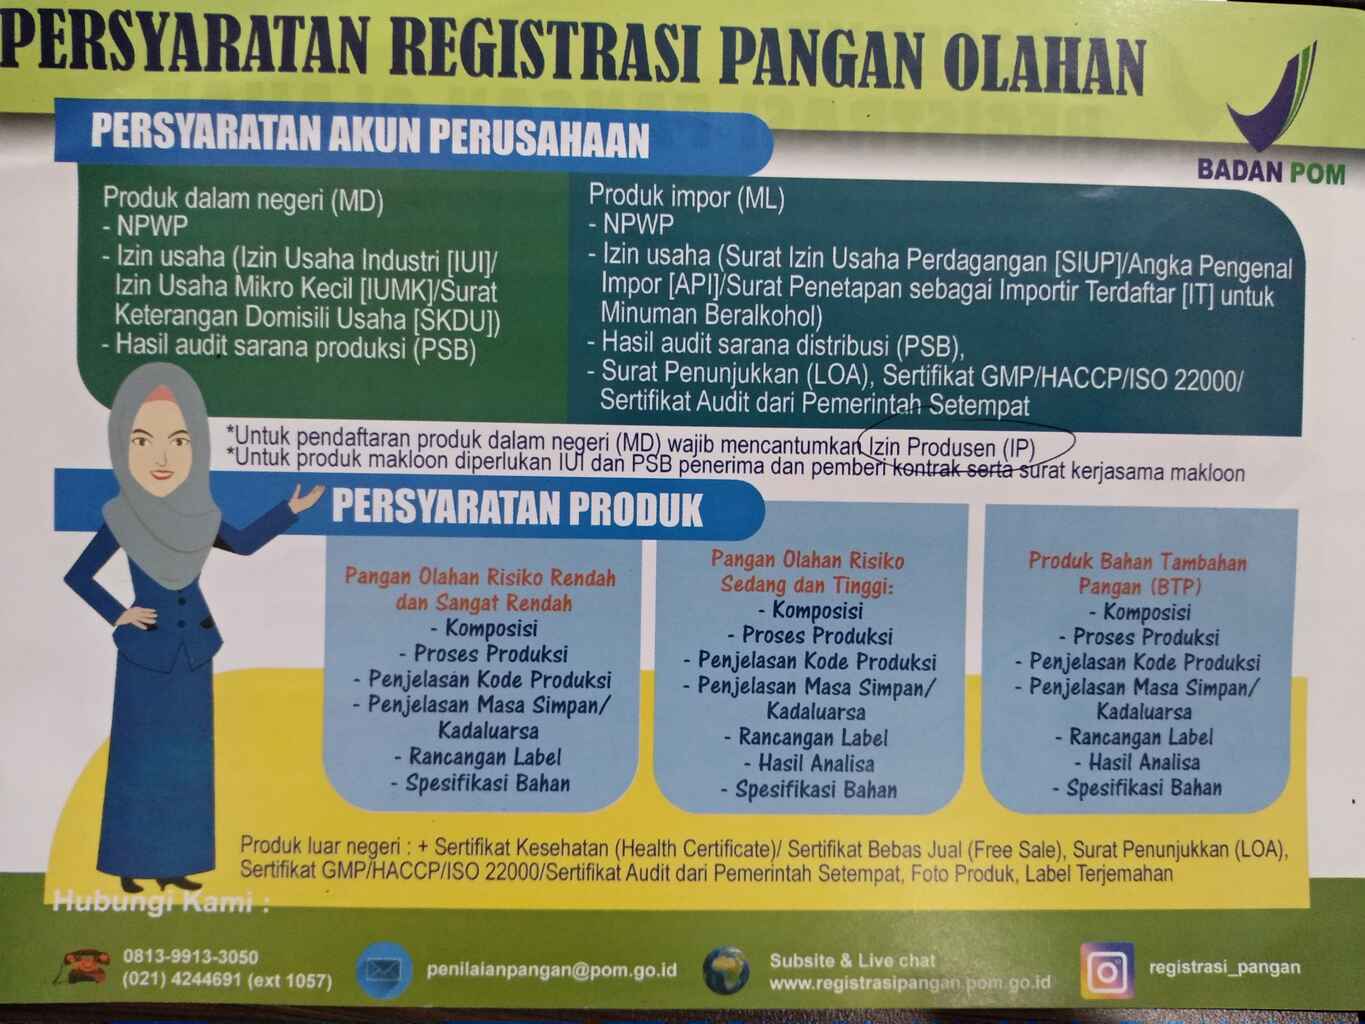 PERSYARATAN REGISTRASI PANGAN OLAHAN
BADAN POM
PERSYARATAN AKUN PERUSAHAAN
Produk dalam negeri (MD)
- NPWP
- Izin usaha (Izin Usaha Industri [IUI]/
Izin Usaha Mikro Kecil [IUMK]/Surat
Keterangan Domisili Usaha [SKDU])
- Hasil audit sarana produksi (PSB)
Produk impor (ML)
- NPWP
- Izin usaha (Surat Izin Usaha Perdagangan [SIUP]/Angka Pengenal
Impor [API]/Surat Penetapan sebagai Importir Terdaftar [IT] untuk
Minuman Beralkohol)
- Hasil audit sarana distribusi (PSB),
- Surat Penunjukkan (LOA), Sertifikat GMP/HACCP/ISO 22000/
Sertifikat Audit dari Pemerintah Setempat
*Untuk pendaftaran produk dalam negeri (MD) wajib mencantumkan Izin Produsen (IP)
*Untuk produk makloon diperlukan IUI dan PSB penerima dan pemberi kontrak serta surat kerjasama makloon
PERSYARATAN PRODUK
Pangan Olahan Risiko Rendah
dan Sangat Rendah
- Komposisi
- Proses Produksi
- Penjelasan Kode Produksi
- Penjelasan Masa Simpan/
Kadaluarsa
- Rancangan Label
- Spesifikasi Bahan
Pangan Olahan Risiko
Sedang dan Tinggi:
- Komposisi
- Proses Produksi
- Penjelasan Kode Produksi
- Penjelasan Masa Simpan/
Kadaluarsa
- Rancangan Label
- Hasil Analisa
- Spesifikasi Bahan
Produk Bahan Tambahan
Pangan (BTP)
- Komposisi
- Proses Produksi
- Penjelasan Kode Produksi
- Penjelasan Masa Simpan/
Kadaluarsa
- Rancangan Label
- Hasil Analisa
- Spesifikasi Bahan
Produk luar negeri : + Sertifikat Kesehatan (Health Certificate)/ Sertifikat Bebas Jual (Free Sale), Surat Penunjukkan (LOA),
Sertifikat GMP/HACCP/ISO 22000/Sertifikat Audit dari Pemerintah Setempat, Foto Produk, Label Terjemahan
Hubungi Kami :
0813-9913-3050
(021) 4244691 (ext 1057)
penilaianpangan@pom.go.id
Subsite & Live chat
www.registrasipangan.pom.go.id
registrasi_pangan